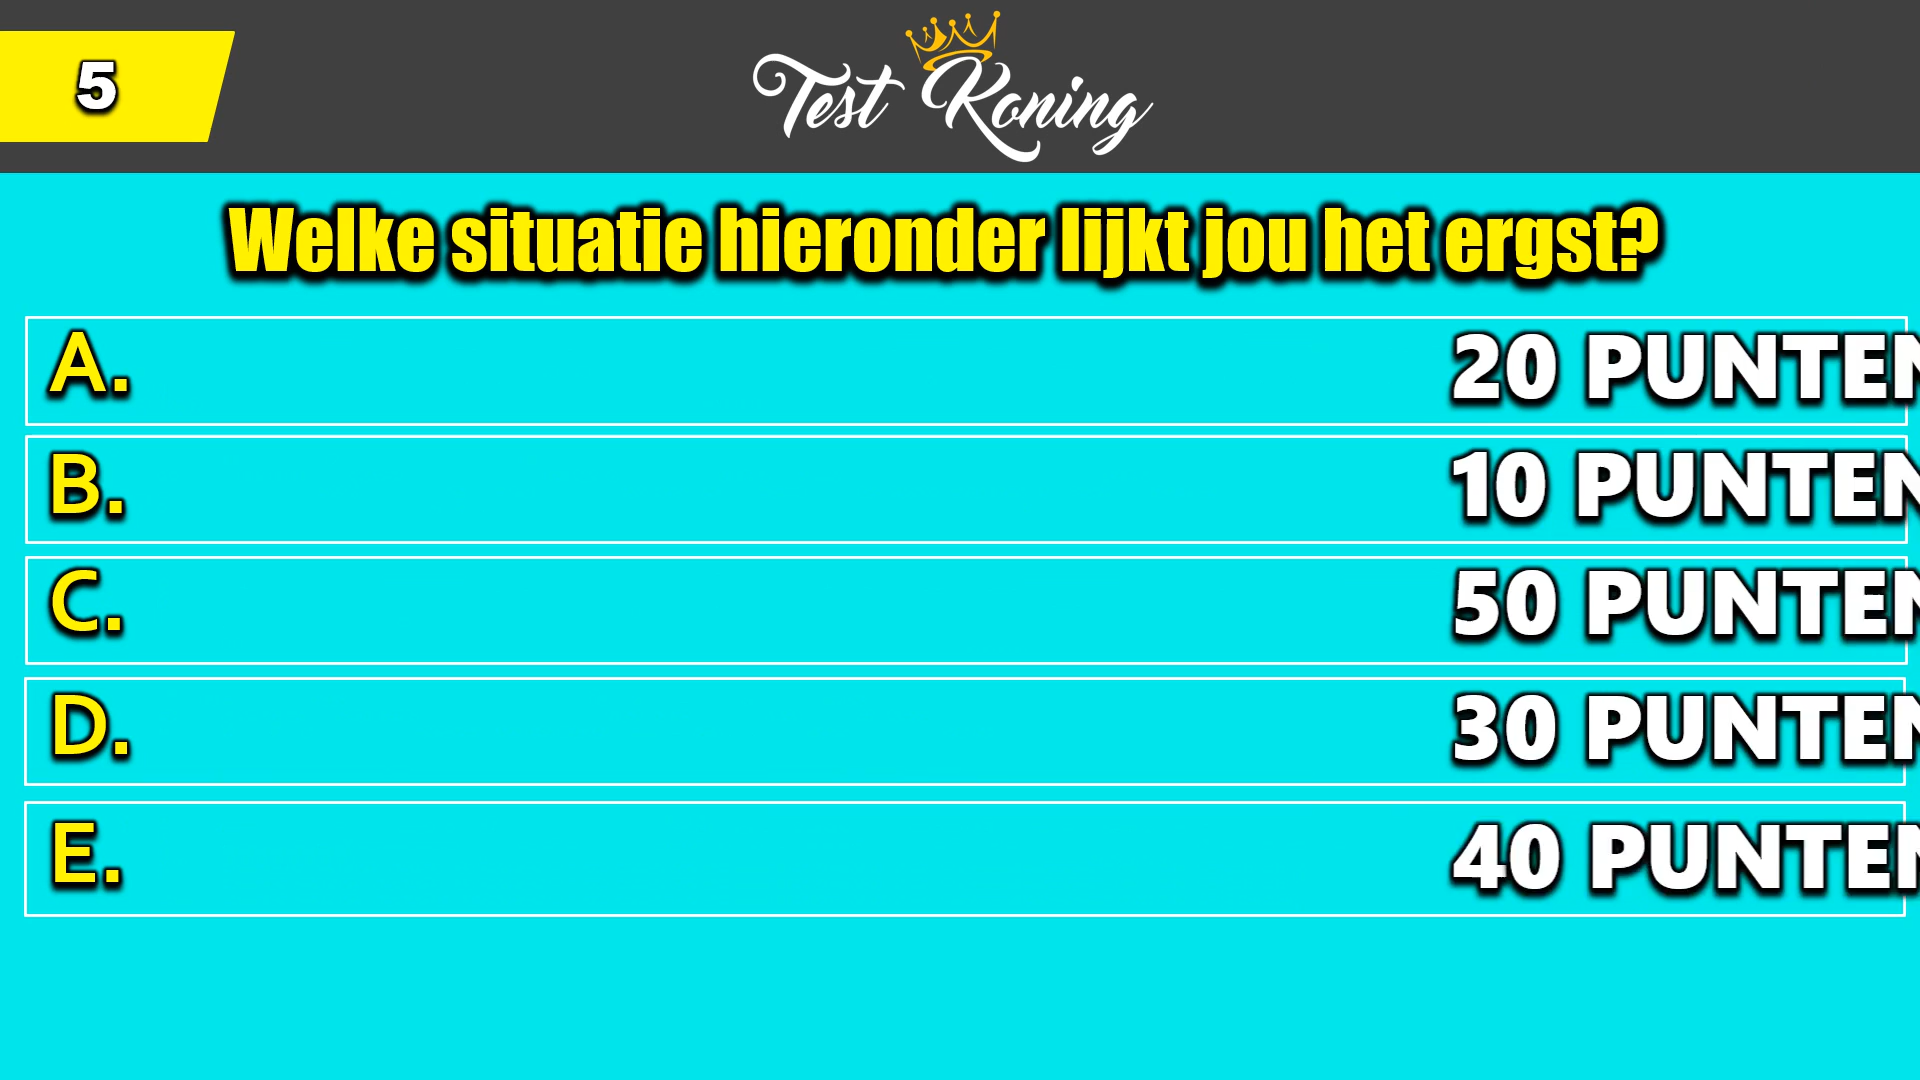 5
Test Koning
Welke situatie hieronder lijkt jou het ergst?
A. 20 PUNTEN
B. 10 PUNTEN
C. 50 PUNTEN
D. 30 PUNTEN
E. 40 PUNTEN